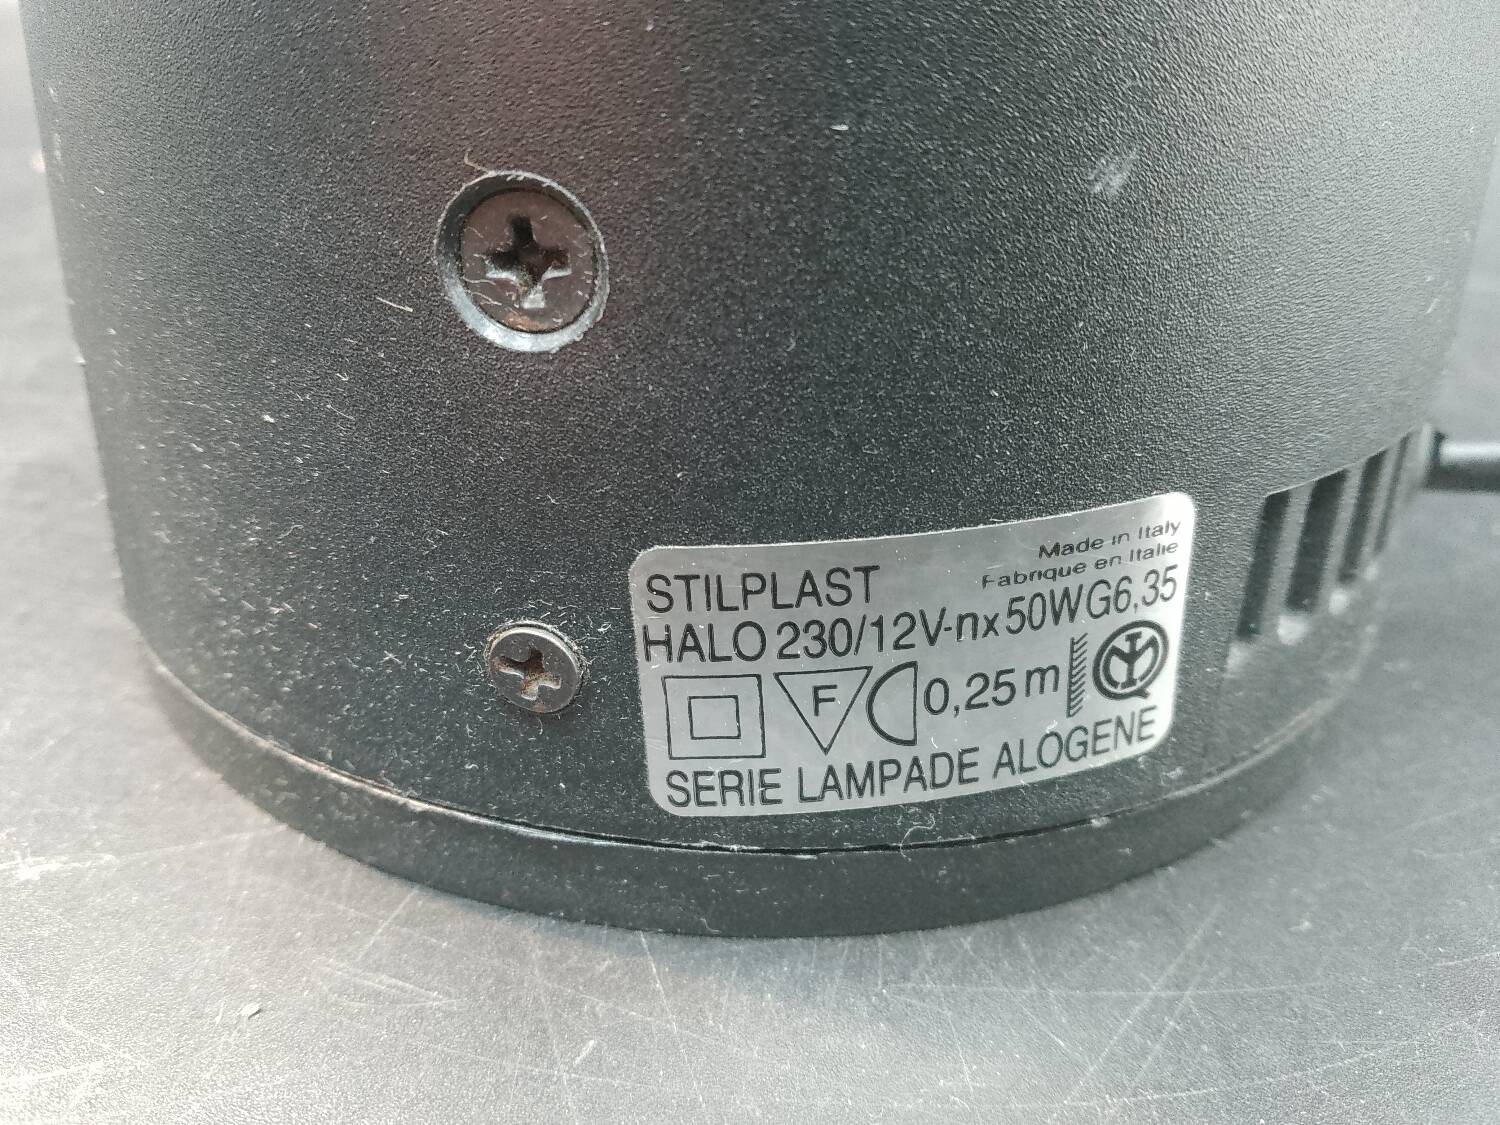 Made in Italy
Fabrique en Italie
STILPLAST
HALO 230/12V-nx50WG6,35
F 0,25 m
SERIE LAMPADE ALOGENE